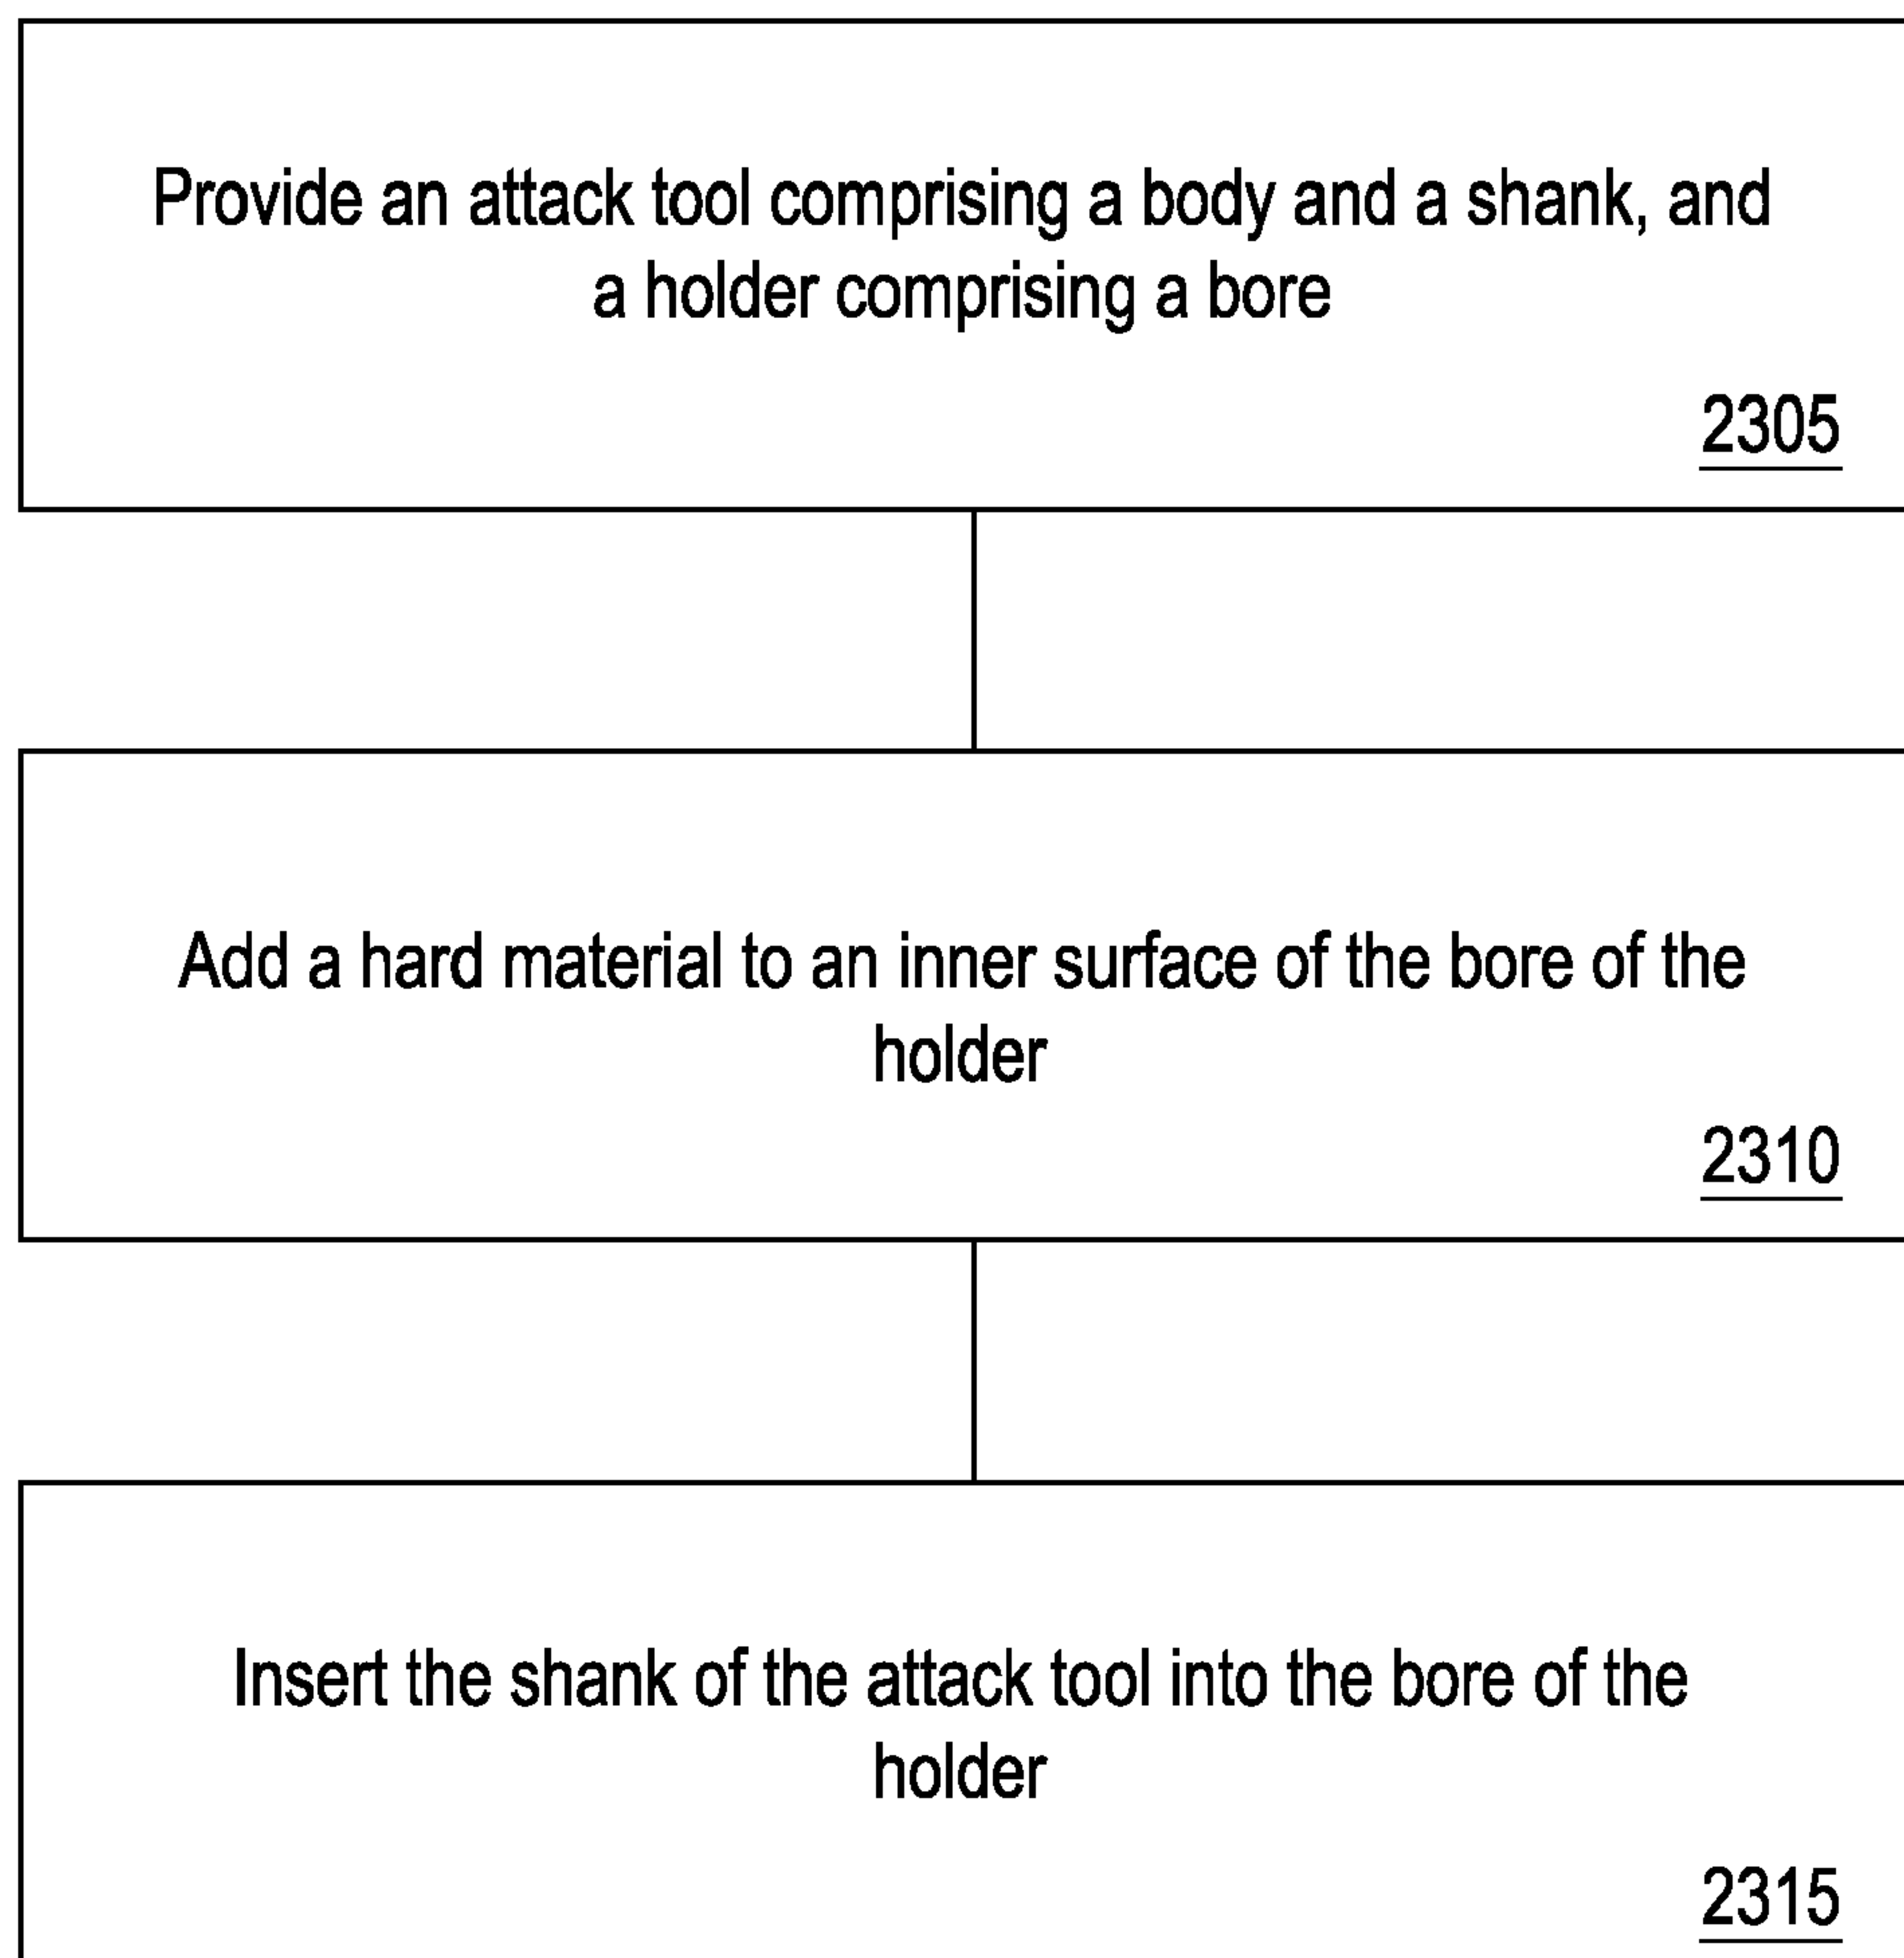 Provide an attack tool comprising a body and a shank, and
a holder comprising a bore
2305
Add a hard material to an inner surface of the bore of the
holder
2310
Insert the shank of the attack tool into the bore of the
holder
2315